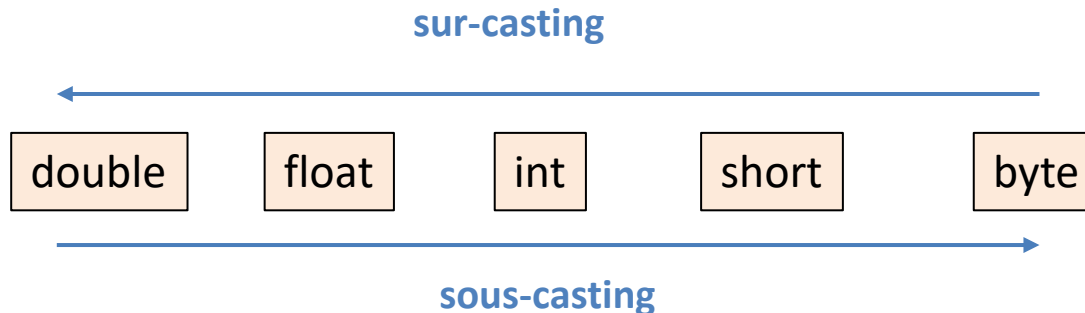 sur-casting
double float int short byte
sous-casting